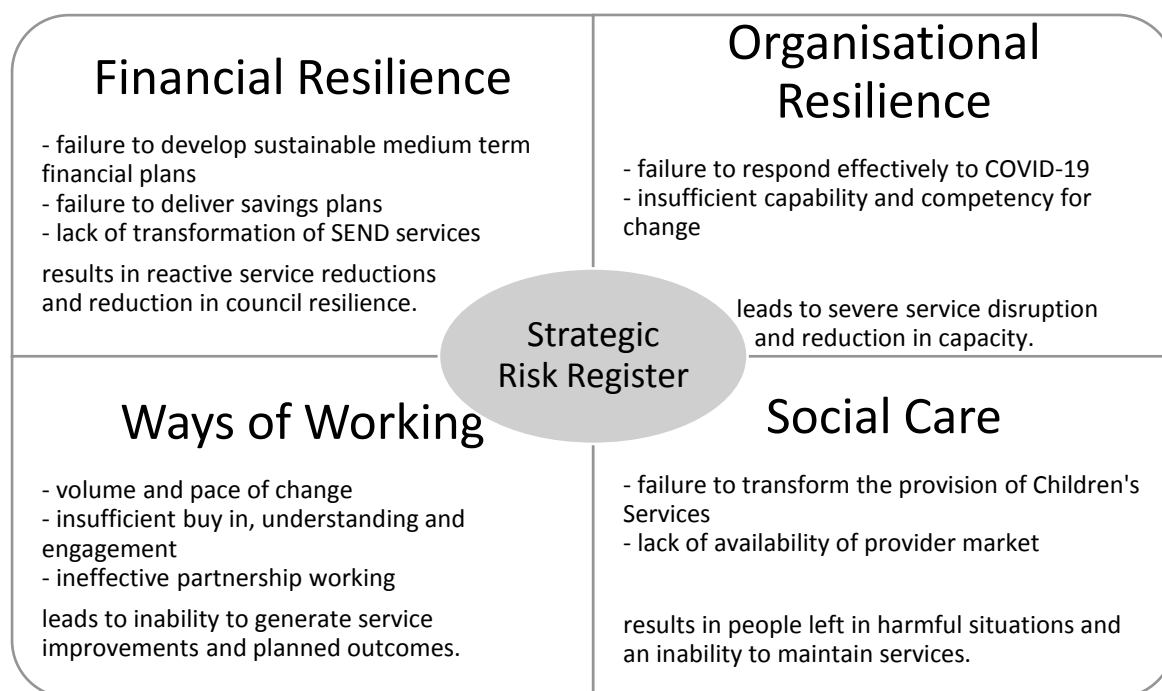 Financial Resilience
- failure to develop sustainable medium term
financial plans
- failure to deliver savings plans
- lack of transformation of SEND services
results in reactive service reductions
and reduction in council resilience.
Organisational
Resilience
- failure to respond effectively to COVID-19
- insufficient capability and competency for
change
leads to severe service disruption
and reduction in capacity.
Strategic
Risk Register
Ways of Working
- volume and pace of change
- insufficient buy in, understanding and
engagement
- ineffective partnership working
leads to inability to generate service
improvements and planned outcomes.
Social Care
- failure to transform the provision of Children's
Services
- lack of availability of provider market
results in people left in harmful situations and
an inability to maintain services.